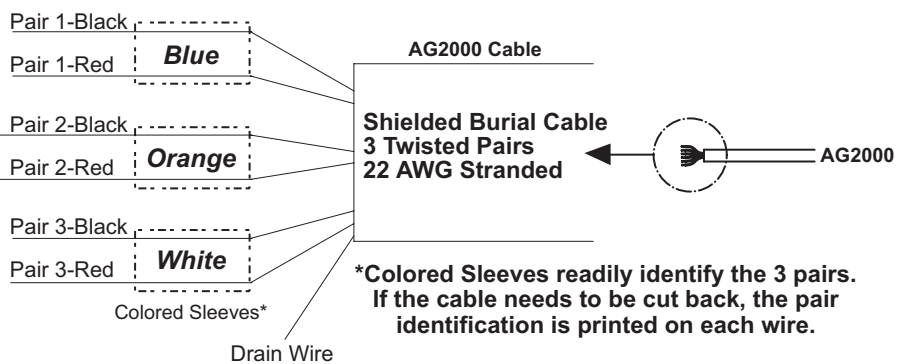 Pair 1-Black
Pair 1-Red
Blue
AG2000 Cable
Pair 2-Black
Pair 2-Red
Orange
Shielded Burial Cable
3 Twisted Pairs
22 AWG Stranded
AG2000
Pair 3-Black
Pair 3-Red
White
Colored Sleeves*
Drain Wire
*Colored Sleeves readily identify the 3 pairs.
If the cable needs to be cut back, the pair
identification is printed on each wire.